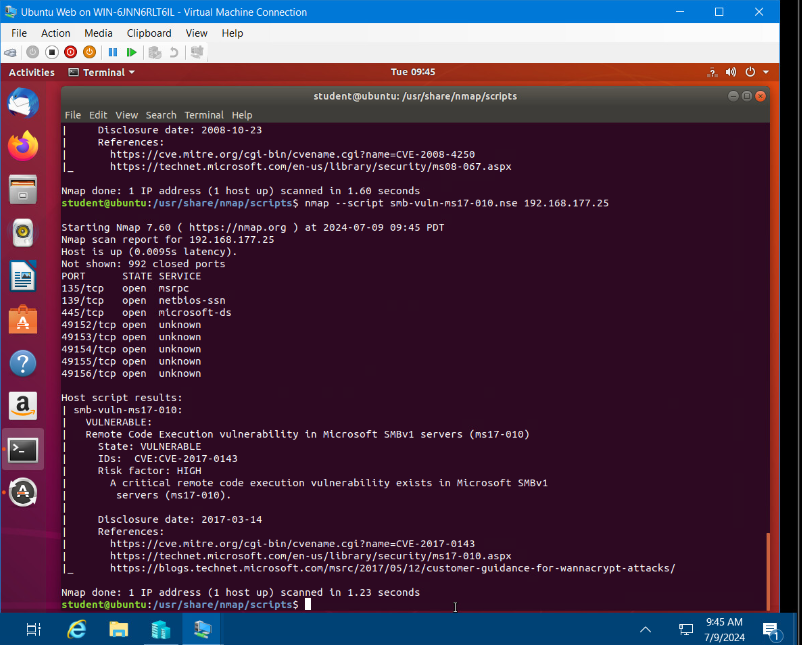 Ubuntu Web on WIN-6JNN6RLT6IL - Virtual Machine Connection
File Action Media Clipboard View Help
Activities Terminal Tue 09:45
student@ubuntu: /usr/share/nmap/scripts
File Edit View Search Terminal Help
| Disclosure date: 2008-10-23
| References:
| https://cve.mitre.org/cgi-bin/cvename.cgi?name=CVE-2008-4250
|_ https://technet.microsoft.com/en-us/library/security/ms08-067.aspx
Nmap done: 1 IP address (1 host up) scanned in 1.60 seconds
student@ubuntu:/usr/share/nmap/scripts$ nmap --script smb-vuln-ms17-010.nse 192.168.177.25
Starting Nmap 7.60 ( https://nmap.org ) at 2024-07-09 09:45 PDT
Nmap scan report for 192.168.177.25
Host is up (0.0095s latency).
Not shown: 992 closed ports
PORT STATE SERVICE
135/tcp open msrpc
139/tcp open netbios-ssn
445/tcp open microsoft-ds
49152/tcp open unknown
49153/tcp open unknown
49154/tcp open unknown
49155/tcp open unknown
49156/tcp open unknown
Host script results:
| smb-vuln-ms17-010:
| VULNERABLE:
| Remote Code Execution vulnerability in Microsoft SMBv1 servers (ms17-010)
| State: VULNERABLE
| IDs: CVE:CVE-2017-0143
| Risk factor: HIGH
| A critical remote code execution vulnerability exists in Microsoft SMBv1
| servers (ms17-010).
|
| Disclosure date: 2017-03-14
| References:
| https://cve.mitre.org/cgi-bin/cvename.cgi?name=CVE-2017-0143
| https://technet.microsoft.com/en-us/library/security/ms17-010.aspx
|_ https://blogs.technet.microsoft.com/msrc/2017/05/12/customer-guidance-for-wannacrypt-attacks/
Nmap done: 1 IP address (1 host up) scanned in 1.23 seconds
student@ubuntu:/usr/share/nmap/scripts$
9:45 AM
7/9/2024
1